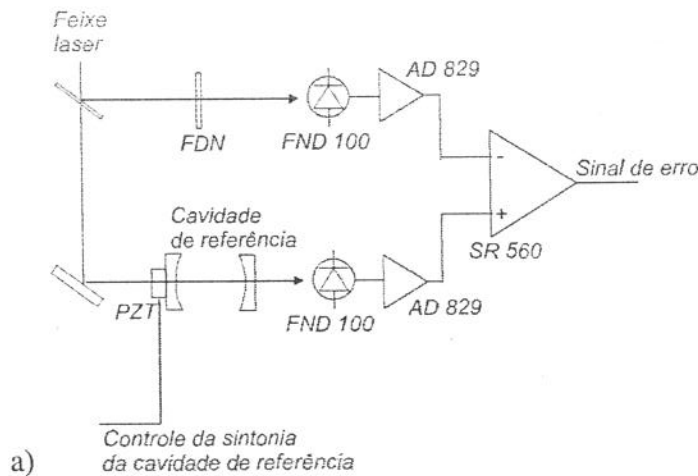 Feixe
laser
AD 829
FDN
FND 100
-
Sinal de erro
+
SR 560
Cavidade
de referência
PZT
FND 100
AD 829
Controle da sintonia
da cavidade de referência
a)